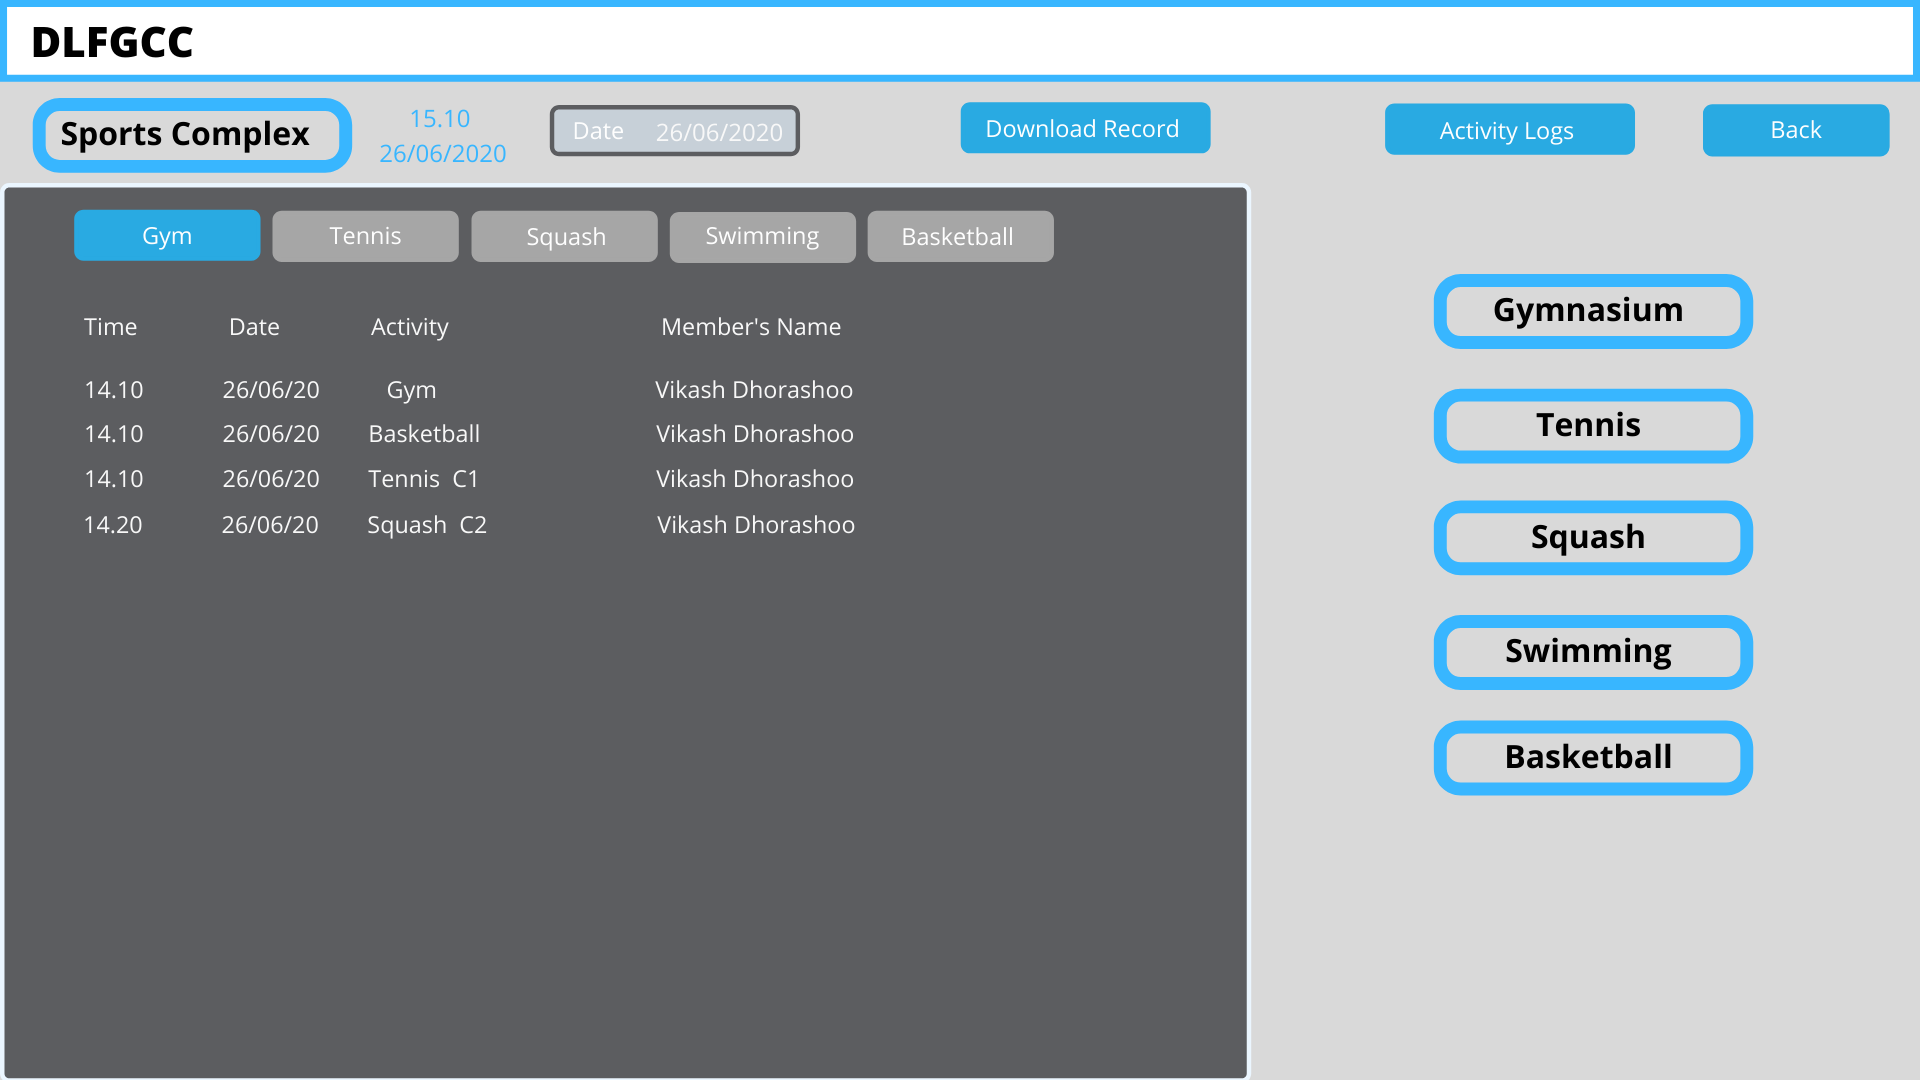 DLFGCC
Sports Complex
15.10
26/06/2020
Date 26/06/2020
Download Record
Activity Logs
Back
Gym
Tennis
Squash
Swimming
Basketball
Time Date Activity Member's Name
14.10 26/06/20 Gym Vikash Dhorashoo
14.10 26/06/20 Basketball Vikash Dhorashoo
14.10 26/06/20 Tennis C1 Vikash Dhorashoo
14.20 26/06/20 Squash C2 Vikash Dhorashoo
Gymnasium
Tennis
Squash
Swimming
Basketball